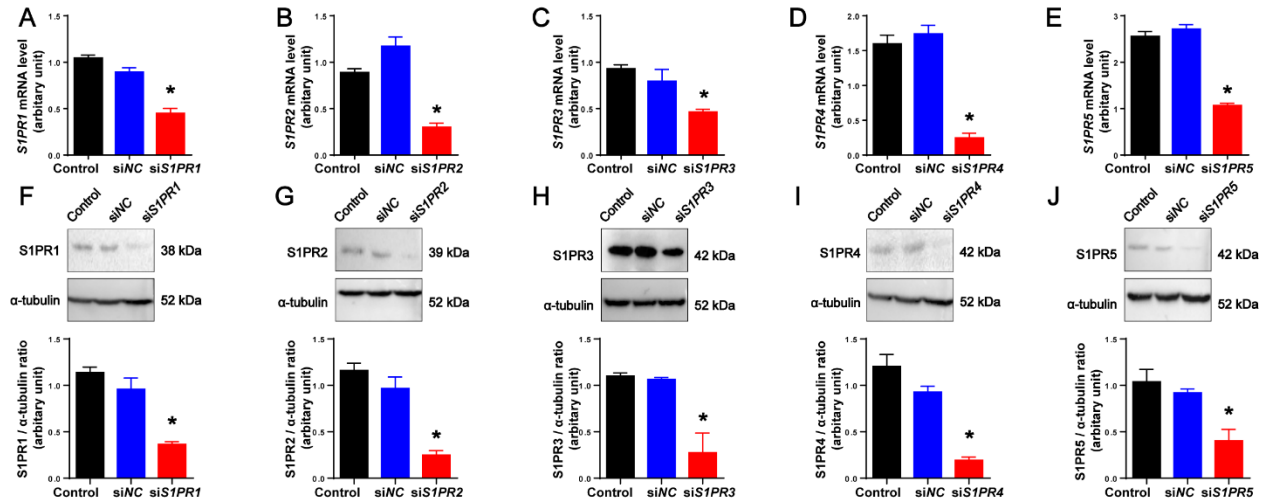 A
S1PR1 mRNA level
(arbitary unit)
1.5
1.0
0.5
0.0
*
Control siNC siS1PR1
B
S1PR2 mRNA level
(arbitary unit)
1.5
1.0
0.5
0.0
*
Control siNC siS1PR2
C
S1PR3 mRNA level
(arbitary unit)
1.5
1.0
0.5
0.0
*
Control siNC siS1PR3
D
S1PR4 mRNA level
(arbitary unit)
2.0
1.5
1.0
0.5
0.0
*
Control siNC siS1PR4
E
S1PR5 mRNA level
(arbitary unit)
3
2
1
0
*
Control siNC siS1PR5
F
Control siNC siS1PR1
S1PR1 38 kDa
α-tubulin 52 kDa
S1PR1 / α-tubulin ratio
(arbitary unit)
1.5
1.0
0.5
0.0
*
Control siNC siS1PR1
G
Control siNC siS1PR2
S1PR2 39 kDa
α-tubulin 52 kDa
S1PR2 / α-tubulin ratio
(arbitary unit)
1.5
1.0
0.5
0.0
*
Control siNC siS1PR2
H
Control siNC siS1PR3
S1PR3 42 kDa
α-tubulin 52 kDa
S1PR3 / α-tubulin ratio
(arbitary unit)
1.5
1.0
0.5
0.0
*
Control siNC siS1PR3
I
Control siNC siS1PR4
S1PR4 42 kDa
α-tubulin 52 kDa
S1PR4 / α-tubulin ratio
(arbitary unit)
1.5
1.0
0.5
0.0
*
Control siNC siS1PR4
J
Control siNC siS1PR5
S1PR5 42 kDa
α-tubulin 52 kDa
S1PR5 / α-tubulin ratio
(arbitary unit)
1.5
1.0
0.5
0.0
*
Control siNC siS1PR5